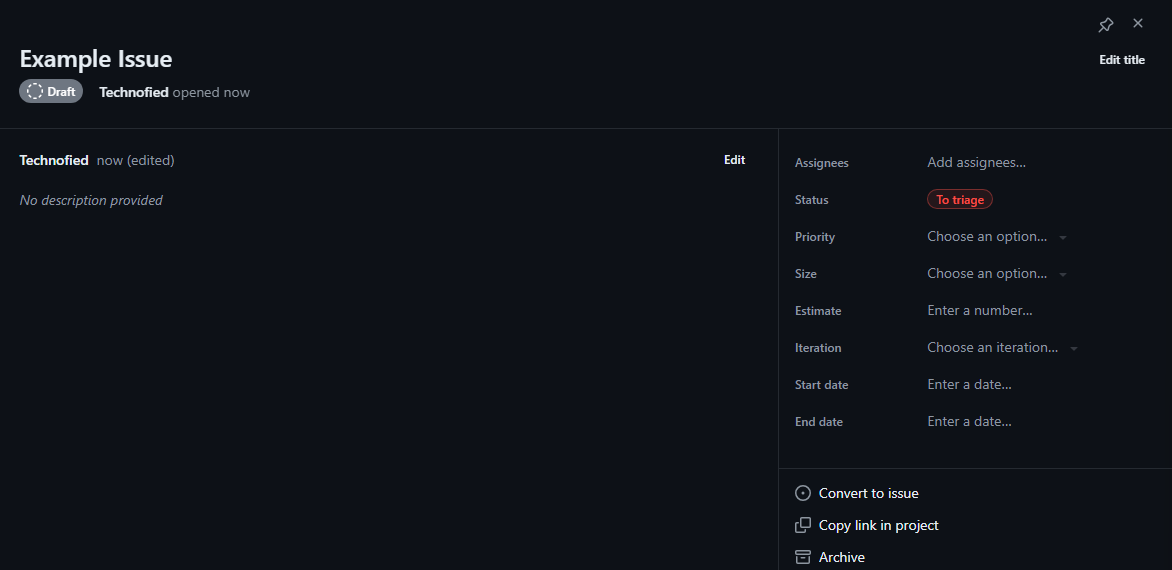 Example Issue
Edit title
Draft Technofied opened now
Technofied now (edited)
Edit
No description provided
Assignees Add assignees...
Status To triage
Priority Choose an option...
Size Choose an option...
Estimate Enter a number...
Iteration Choose an iteration...
Start date Enter a date...
End date Enter a date...
Convert to issue
Copy link in project
Archive